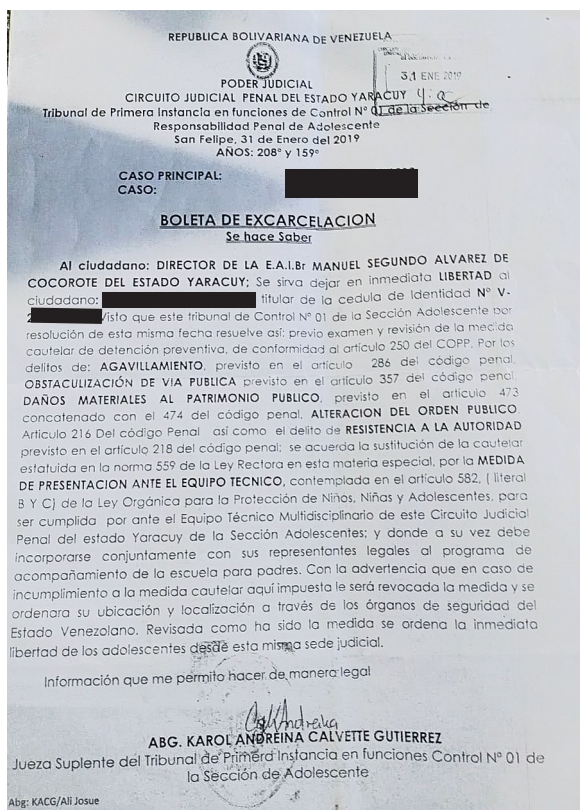 REPUBLICA BOLIVARIANA DE VENEZUELA
31 ENE 2019
PODER JUDICIAL
CIRCUITO JUDICIAL PENAL DEL ESTADO YARACUY
Tribunal de Primera Instancia en funciones de Control Nº 01 de la Sección de
Responsabilidad Penal de Adolescente
San Felipe, 31 de Enero del 2019
AÑOS: 208º y 159º
CASO PRINCIPAL:
CASO:
BOLETA DE EXCARCELACION
Se hace Saber
Al ciudadano: DIRECTOR DE LA E.A.I.Br MANUEL SEGUNDO ALVAREZ DE
COCOROTE DEL ESTADO YARACUY; Se sirva dejar en inmediata LIBERTAD al
ciudadano: titular de la cedula de Identidad Nº V-
Visto que este tribunal de Control Nº 01 de la Sección Adolescente por
resolución de esta misma fecha resuelve así; previo examen y revisión de la medida
cautelar de detención preventiva, de conformidad al artículo 250 del COPP. Por los
delitos de: AGAVILLAMIENTO, previsto en el artículo 286 del código penal,
OBSTACULIZACIÓN DE VIA PUBLICA previsto en el artículo 357 del código penal
DAÑOS MATERIALES AL PATRIMONIO PUBLICO, previsto en el artículo 473
concatenado con el 474 del código penal, ALTERACION DEL ORDEN PUBLICO,
Articulo 216 Del código Penal así como el delito de RESISTENCIA A LA AUTORIDAD
previsto en el artículo 218 del código penal; se acuerda la sustitución de la cautelar
estatuida en la norma 559 de la Ley Rectora en esta materia especial, por la MEDIDA
DE PRESENTACION ANTE EL EQUIPO TECNICO, contemplada en el artículo 582, ( literal
B Y C) de la Ley Orgánica para la Protección de Niños, Niñas y Adolescentes, para
ser cumplida por ante el Equipo Técnico Multidisciplinario de este Circuito Judicial
Penal del estado Yaracuy de la Sección Adolescentes; y donde a su vez debe
incorporarse conjuntamente con sus representantes legales al programa de
acompañamiento de la escuela para padres. Con la advertencia que en caso de
incumplimiento a la medida cautelar aquí impuesta le será revocada la medida y se
ordenara su ubicación y localización a través de los órganos de seguridad del
Estado Venezolano. Revisada como ha sido la medida se ordena la inmediata
libertad de los adolescentes desde esta misma sede judicial.
Información que me permito hacer de manera legal
ABG. KAROL ANDREINA CALVETTE GUTIERREZ
Jueza Suplente del Tribunal de Primera Instancia en funciones Control Nº 01 de
la Sección de Adolescente
Abg: KACG/Ali Josue